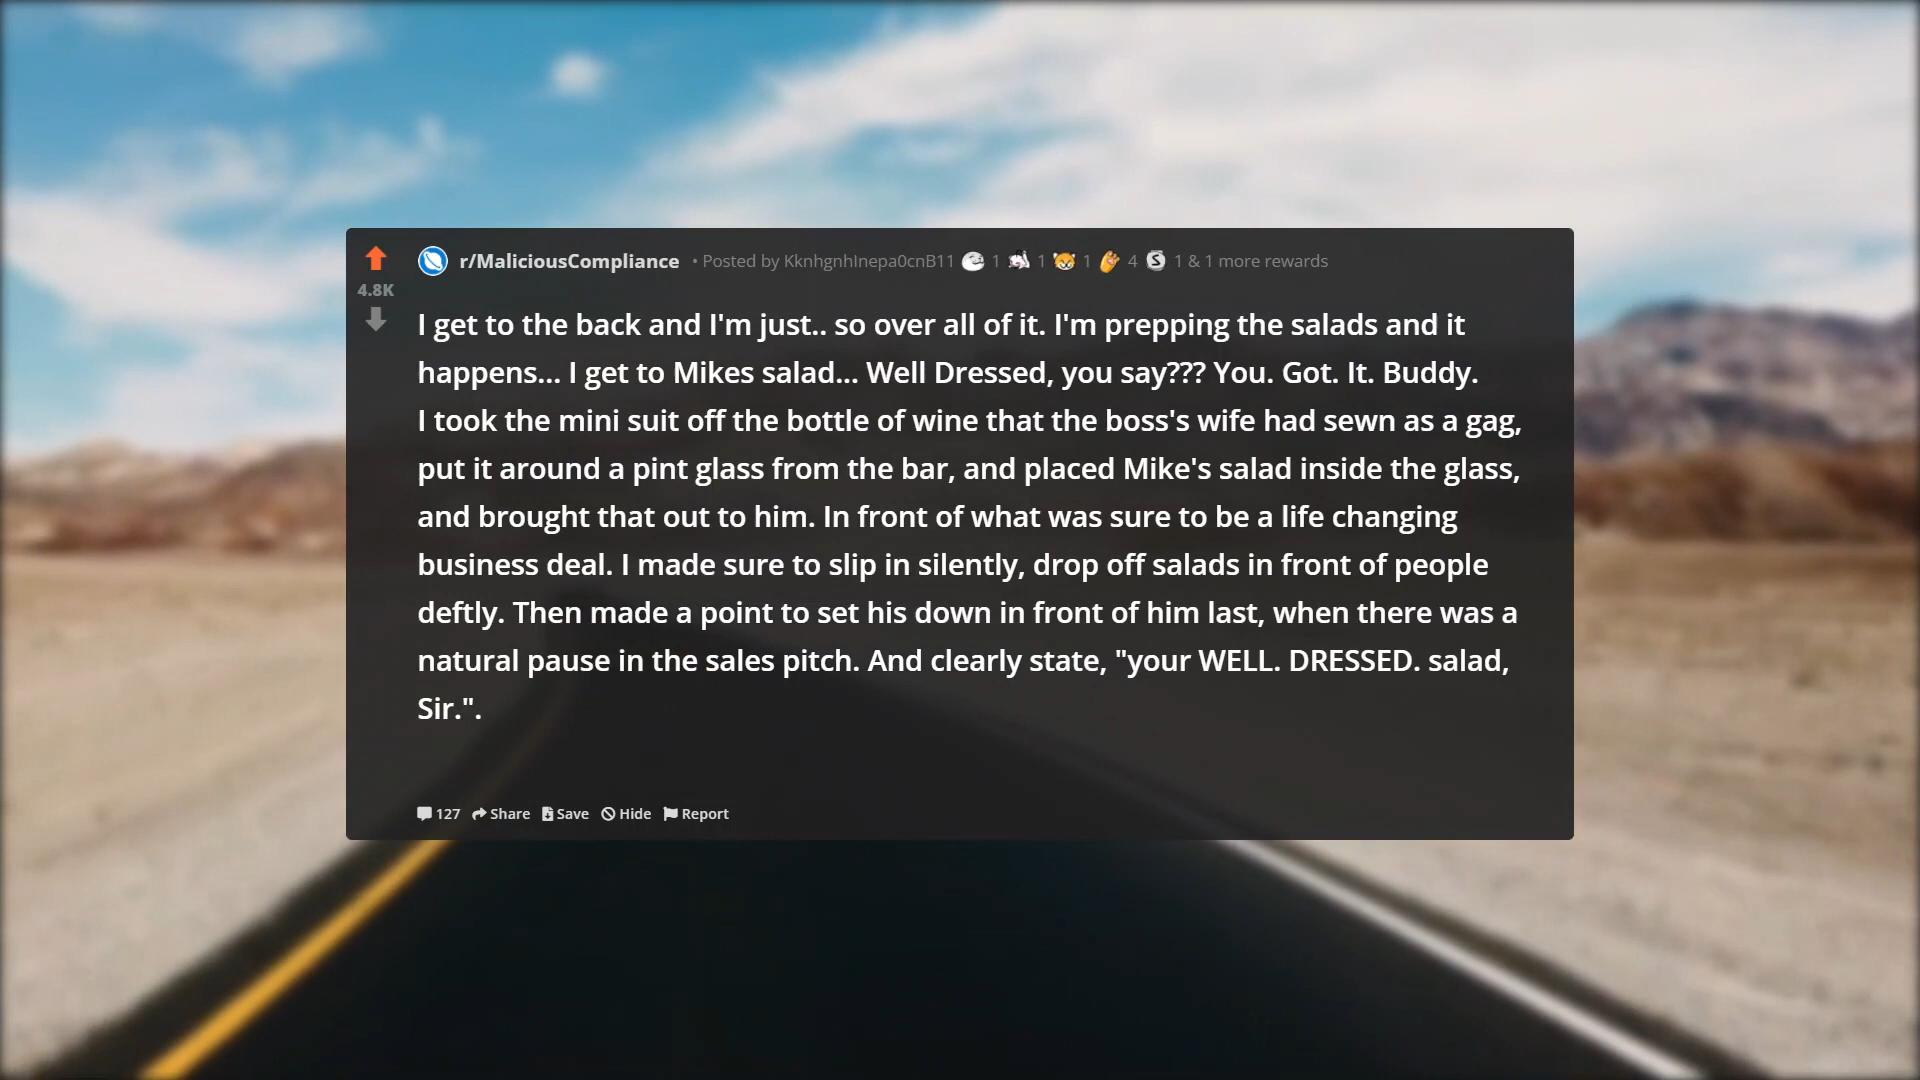 r/MaliciousCompliance • Posted by KknhgnhInepa0cnB11 1 1 1 4 1 & 1 more rewards
4.8K
I get to the back and I'm just.. so over all of it. I'm prepping the salads and it
happens... I get to Mikes salad... Well Dressed, you say??? You. Got. It. Buddy.
I took the mini suit off the bottle of wine that the boss's wife had sewn as a gag,
put it around a pint glass from the bar, and placed Mike's salad inside the glass,
and brought that out to him. In front of what was sure to be a life changing
business deal. I made sure to slip in silently, drop off salads in front of people
deftly. Then made a point to set his down in front of him last, when there was a
natural pause in the sales pitch. And clearly state, "your WELL. DRESSED. salad,
Sir.".
127 Share Save Hide Report